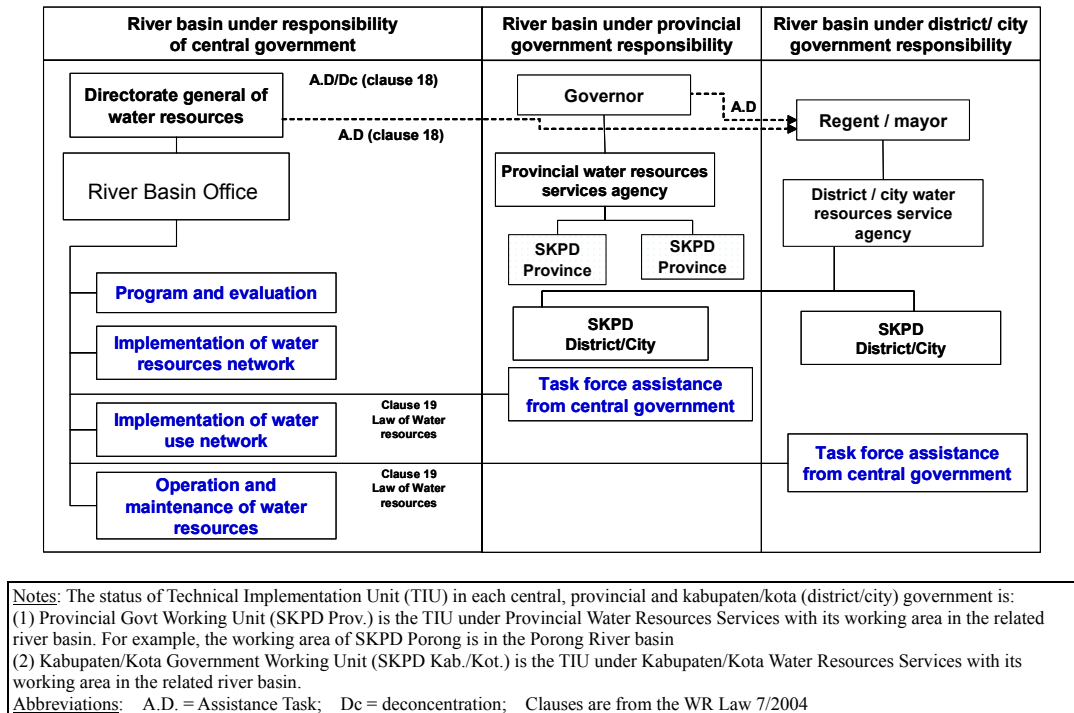 River basin under responsibility
of central government
River basin under provincial
government responsibility
River basin under district/ city
government responsibility
Directorate general of
water resources
A.D/Dc (clause 18)
A.D (clause 18)
River Basin Office
Program and evaluation
Implementation of water
resources network
Implementation of water
use network
Operation and
maintenance of water
resources
Clause 19
Law of Water
resources
Clause 19
Law of Water
resources
Governor
A.D
Provincial water resources
services agency
SKPD
Province
SKPD
Province
SKPD
District/City
Task force assistance
from central government
Regent / mayor
District / city water
resources service
agency
SKPD
District/City
Task force assistance
from central government
Notes: The status of Technical Implementation Unit (TIU) in each central, provincial and kabupaten/kota (district/city) government is:
(1) Provincial Govt Working Unit (SKPD Prov.) is the TIU under Provincial Water Resources Services with its working area in the related
river basin. For example, the working area of SKPD Porong is in the Porong River basin
(2) Kabupaten/Kota Government Working Unit (SKPD Kab./Kot.) is the TIU under Kabupaten/Kota Water Resources Services with its
working area in the related river basin.
Abbreviations: A.D. = Assistance Task; Dc = deconcentration; Clauses are from the WR Law 7/2004